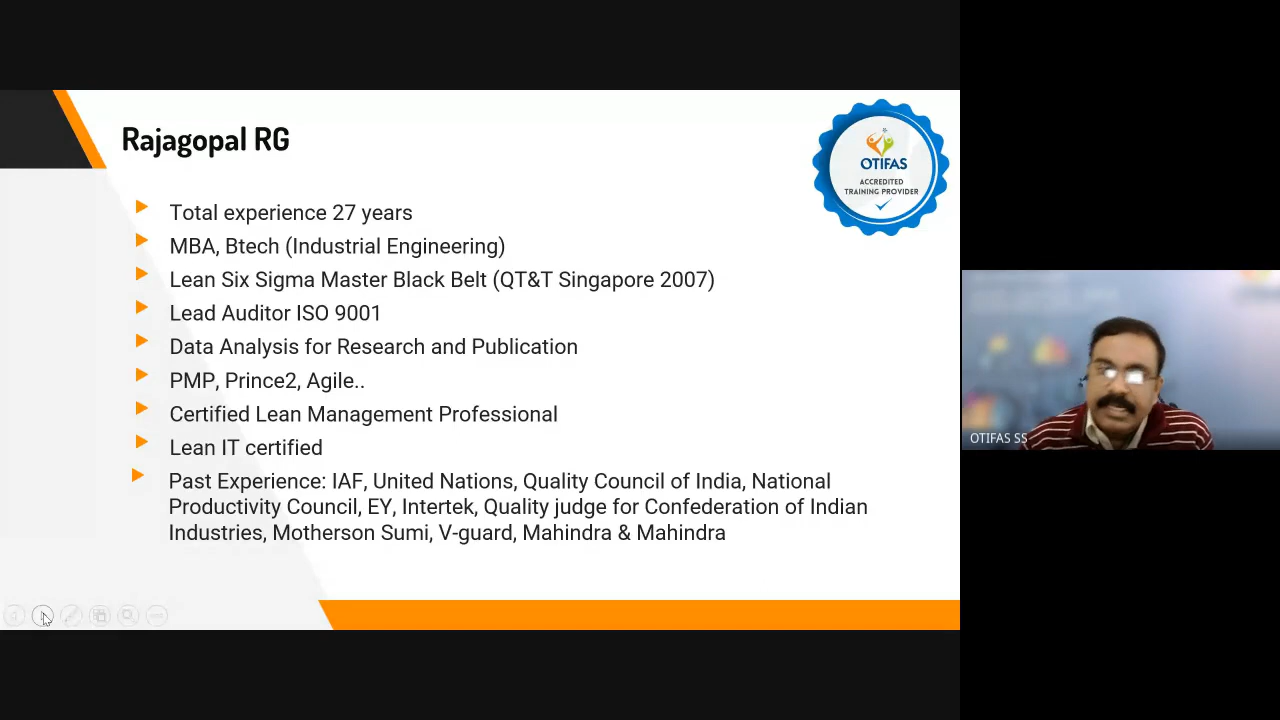 Rajagopal RG
OTIFAS
ACCREDITED
TRAINING PROVIDER
Total experience 27 years
MBA, Btech (Industrial Engineering)
Lean Six Sigma Master Black Belt (QT&T Singapore 2007)
Lead Auditor ISO 9001
Data Analysis for Research and Publication
PMP, Prince2, Agile..
Certified Lean Management Professional
Lean IT certified
Past Experience: IAF, United Nations, Quality Council of India, National
Productivity Council, EY, Intertek, Quality judge for Confederation of Indian
Industries, Motherson Sumi, V-guard, Mahindra & Mahindra
OTIFAS SS